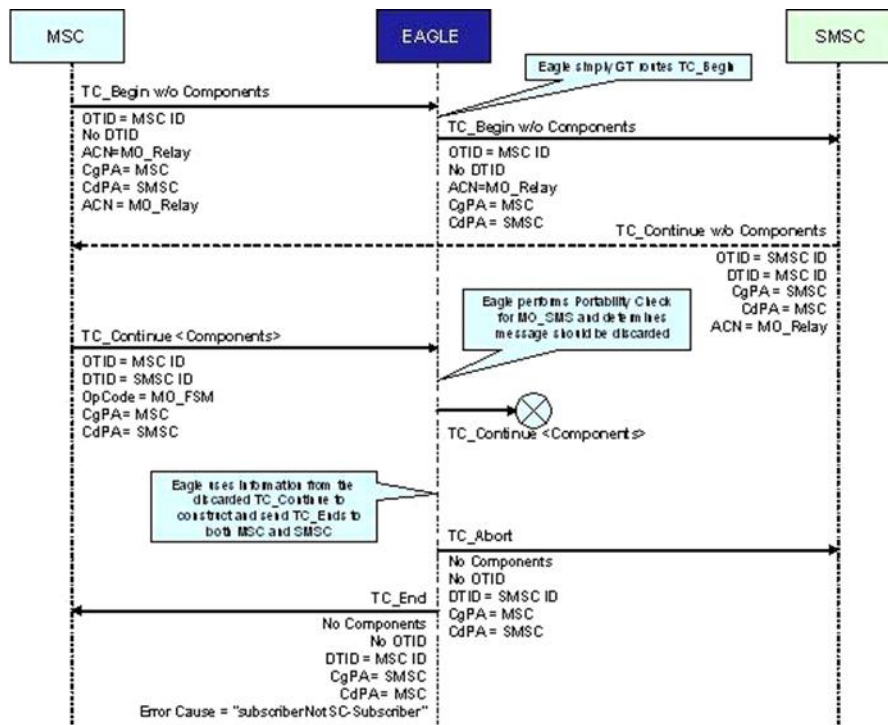 MSC
EAGLE
SMSC
Eagle simply GT routes TC_Begin
TC_Begin w/o Components
OTID = MSC ID
No DTID
ACN=MO_Relay
CgPA= MSC
CdPA= SMSC
ACN = MO_Relay
TC_Begin w/o Components
OTID = MSC ID
No DTID
ACN=MO_Relay
CgPA= MSC
CdPA= SMSC
TC_Continue w/o Components
OTID = SMSC ID
DTID = MSC ID
CgPA= SMSC
CdPA= MSC
ACN = MO_Relay
Eagle performs Portability Check
for MO_SMS and determines
message should be discarded
TC_Continue <Components>
OTID = MSC ID
DTID = SMSC ID
OpCode = MO_FSM
CgPA= MSC
CdPA= SMSC
TC_Continue <Components>
Eagle uses information from the
discarded TC_Continue to
construct and send TC_Ends to
both MSC and SMSC
TC_Abort
No Components
No OTID
DTID = SMSC ID
CgPA= MSC
CdPA= SMSC
TC_End
No Components
No OTID
DTID = MSC ID
CgPA= SMSC
CdPA= MSC
Error Cause = "subscriberNotSC-Subscriber"